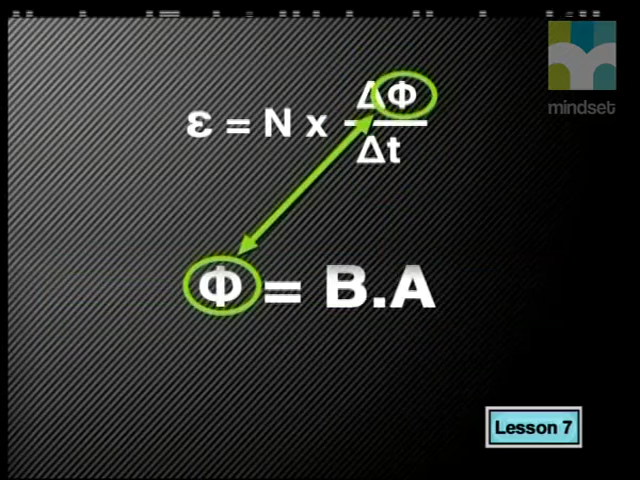 mindset
ε = N x ΔΦ
Δt
Φ = B.A
Lesson 7